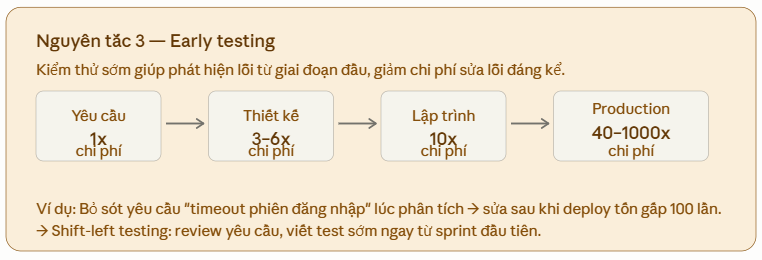 Nguyên tắc 3 — Early testing
Kiểm thử sớm giúp phát hiện lỗi từ giai đoạn đầu, giảm chi phí sửa lỗi đáng kể.
Yêu cầu
1x
chi phí
Thiết kế
3–6x
chi phí
Lập trình
10x
chi phí
Production
40–1000x
chi phí
Ví dụ: Bỏ sót yêu cầu "timeout phiên đăng nhập" lúc phân tích → sửa sau khi deploy tốn gấp 100 lần.
→ Shift-left testing: review yêu cầu, viết test sớm ngay từ sprint đầu tiên.